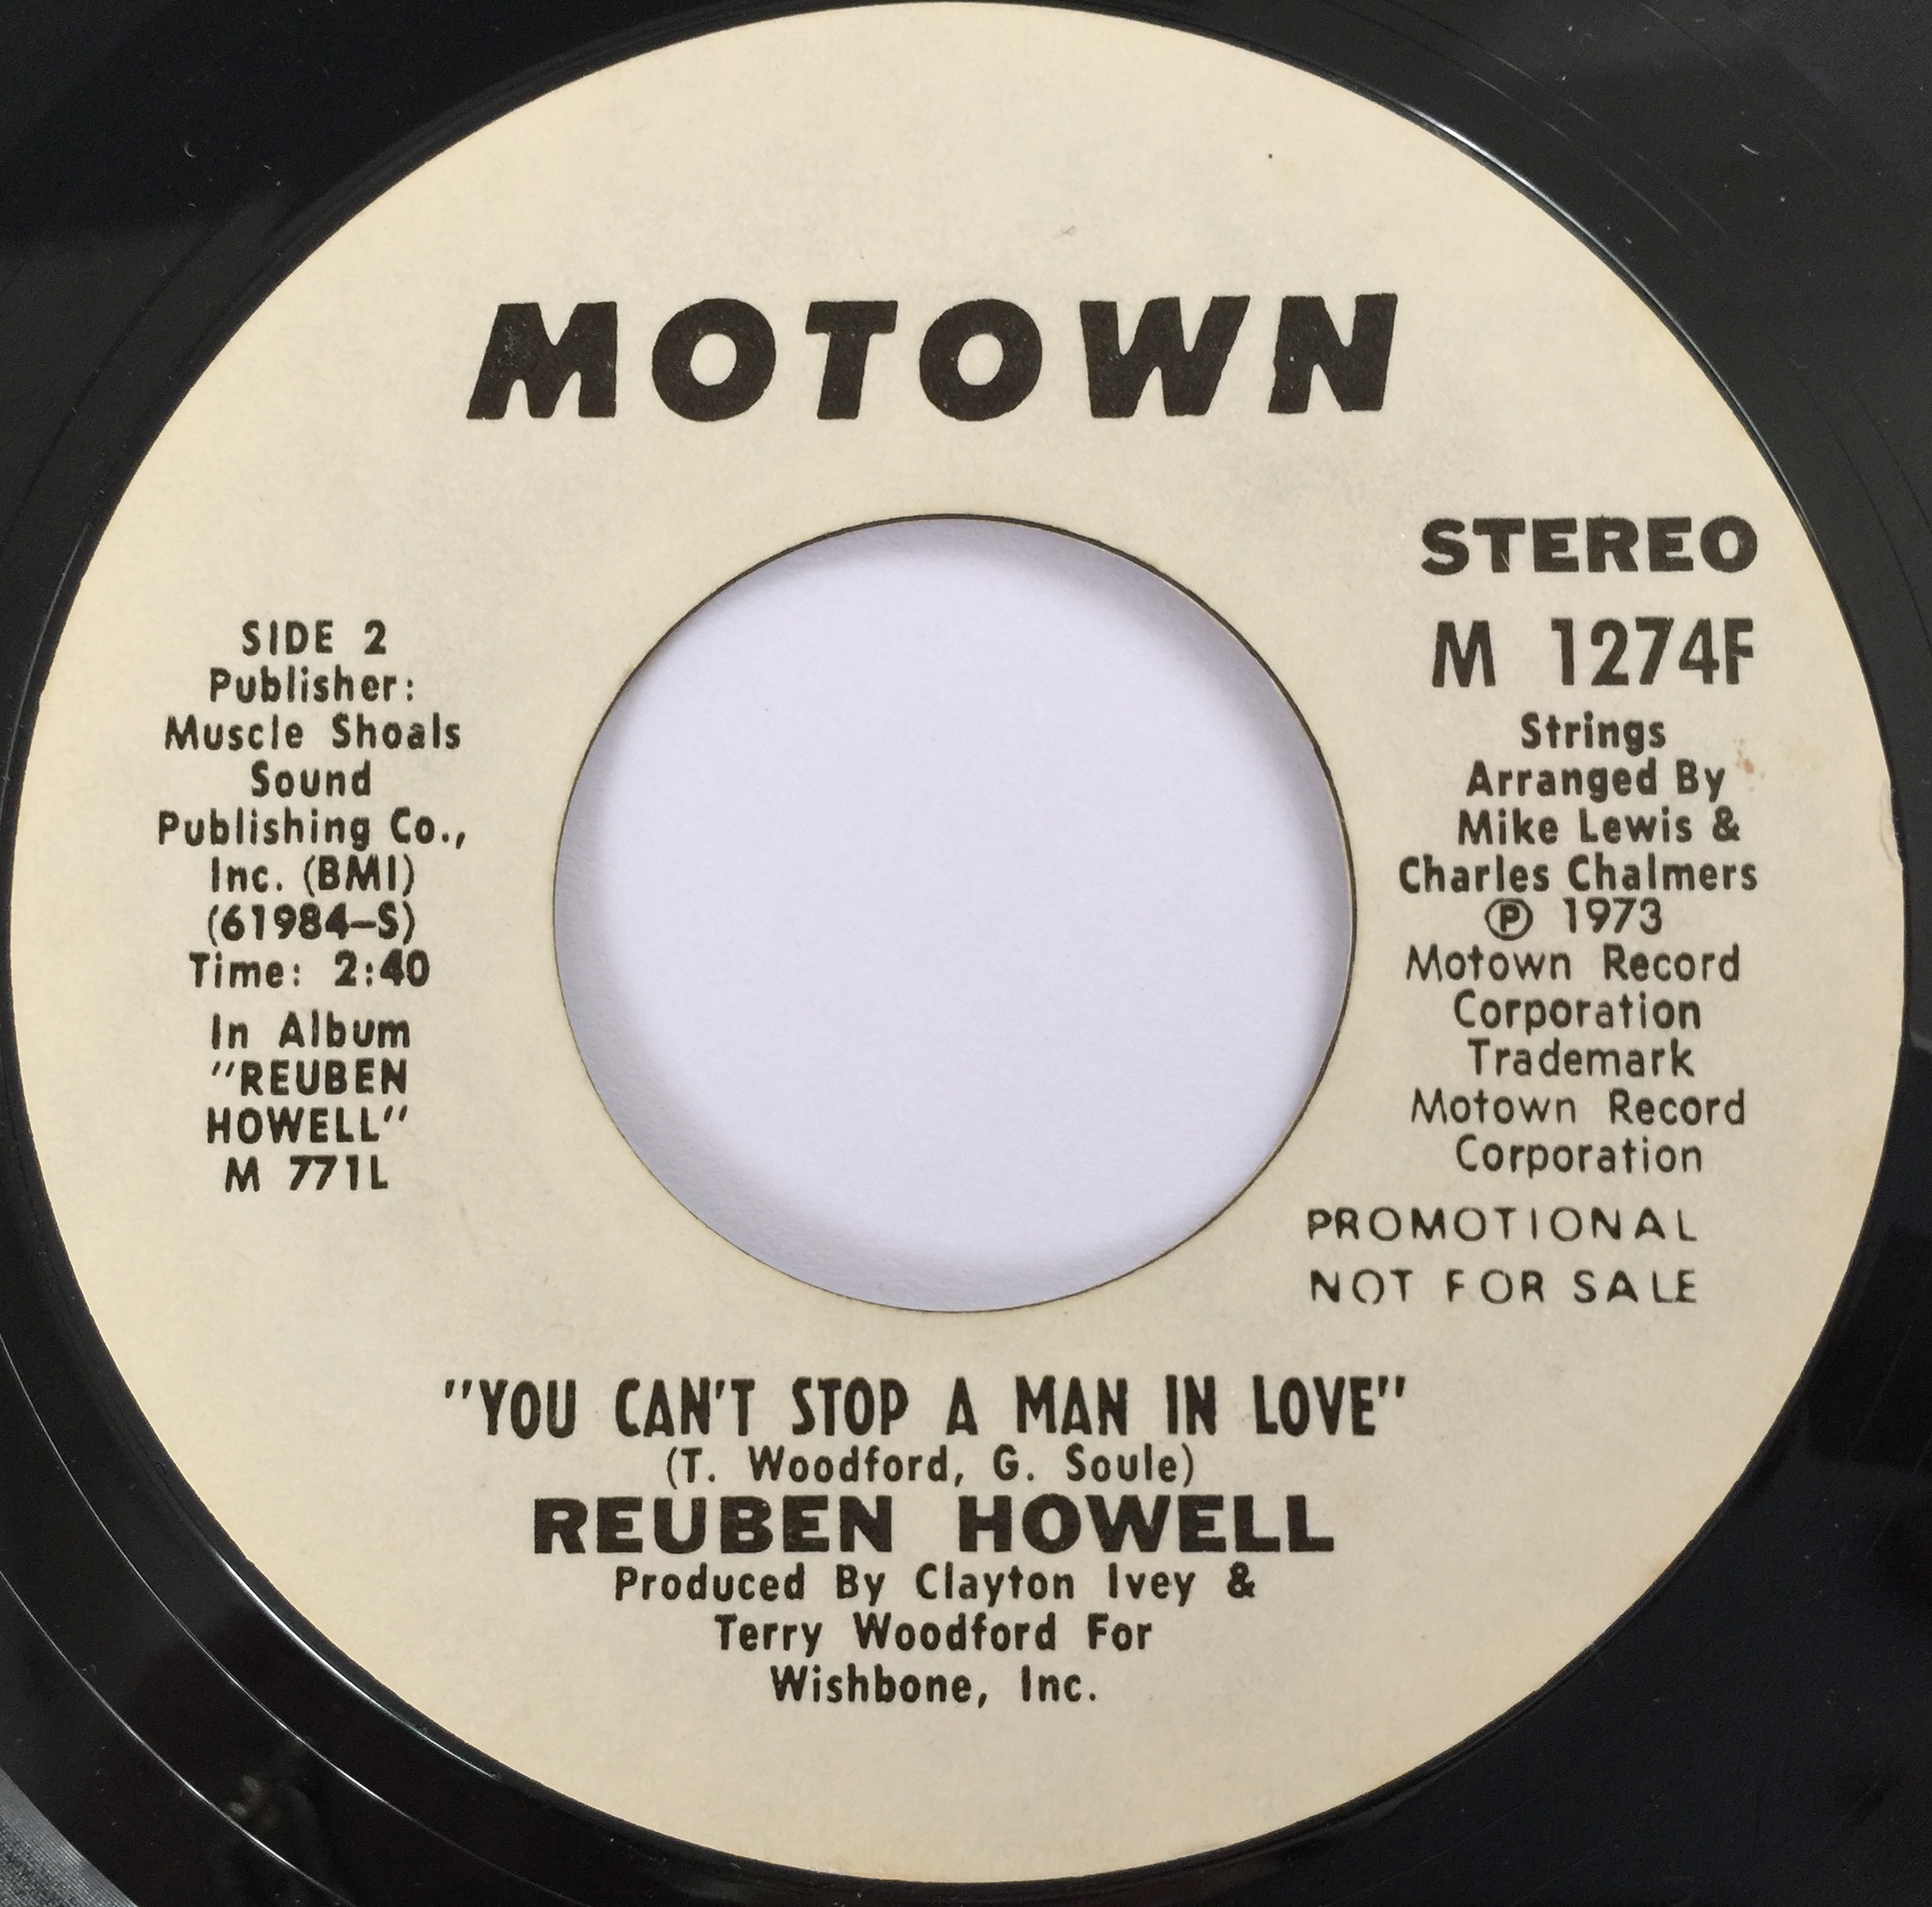 MOTOWN
STEREO
M 1274F
SIDE 2
Publisher:
Muscle Shoals
Sound
Publishing Co.,
Inc. (BMI)
(61984-S)
Time: 2:40
In Album
"REUBEN
HOWELL"
M 771L
Strings
Arranged By
Mike Lewis &
Charles Chalmers
℗ 1973
Motown Record
Corporation
Trademark
Motown Record
Corporation
PROMOTIONAL
NOT FOR SALE
"YOU CAN'T STOP A MAN IN LOVE"
(T. Woodford, G. Soule)
REUBEN HOWELL
Produced By Clayton Ivey &
Terry Woodford For
Wishbone, Inc.